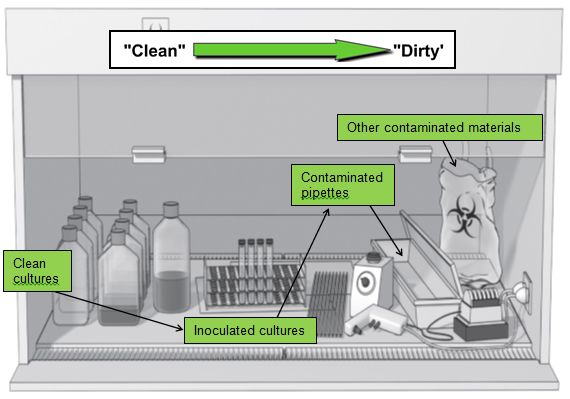 "Clean" "Dirty'
Other contaminated materials
Contaminated
pipettes
Clean
cultures
Inoculated cultures